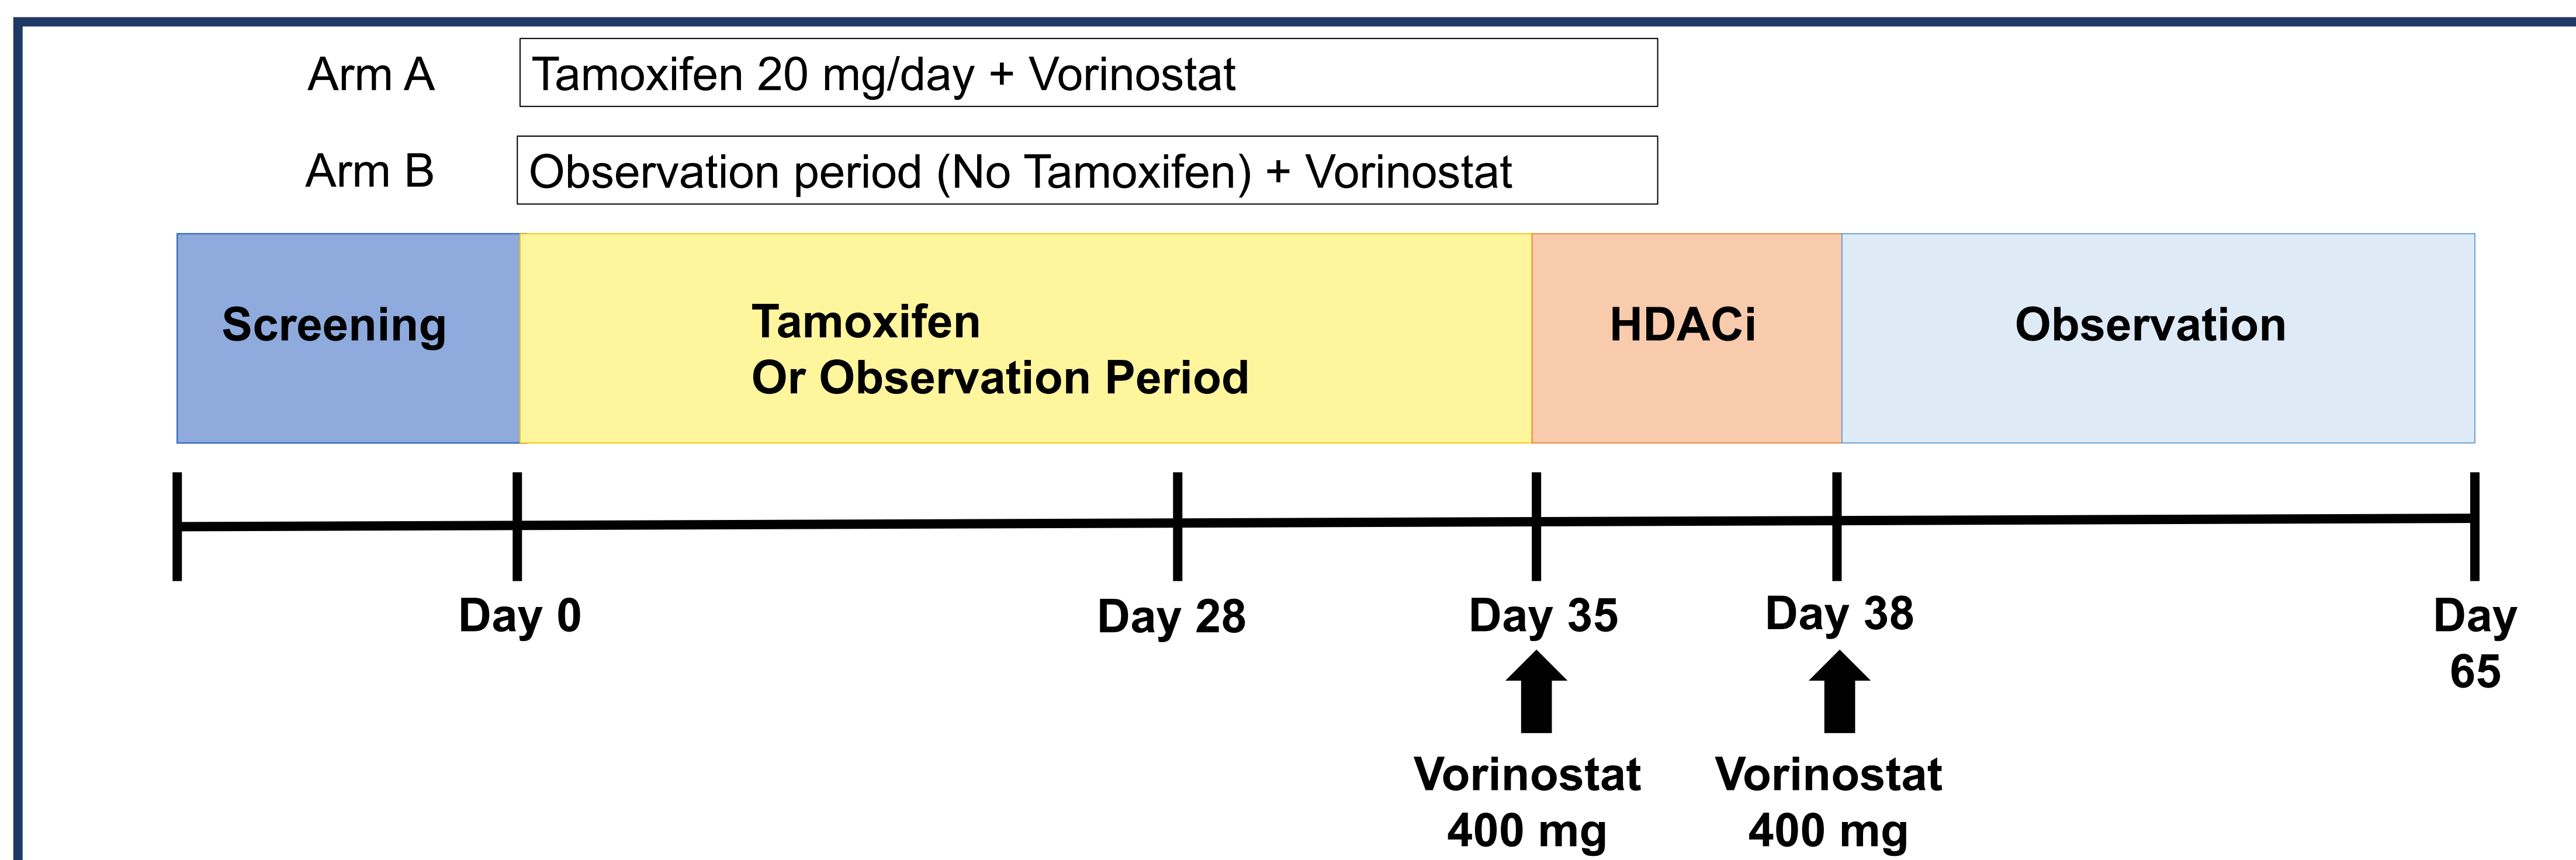 Arm A
Tamoxifen 20 mg/day + Vorinostat
Arm B
Observation period (No Tamoxifen) + Vorinostat
Screening
Tamoxifen
Or Observation Period
HDACi
Observation
Day 0
Day 28
Day 35
Day 38
Day
65
Vorinostat
400 mg
Vorinostat
400 mg